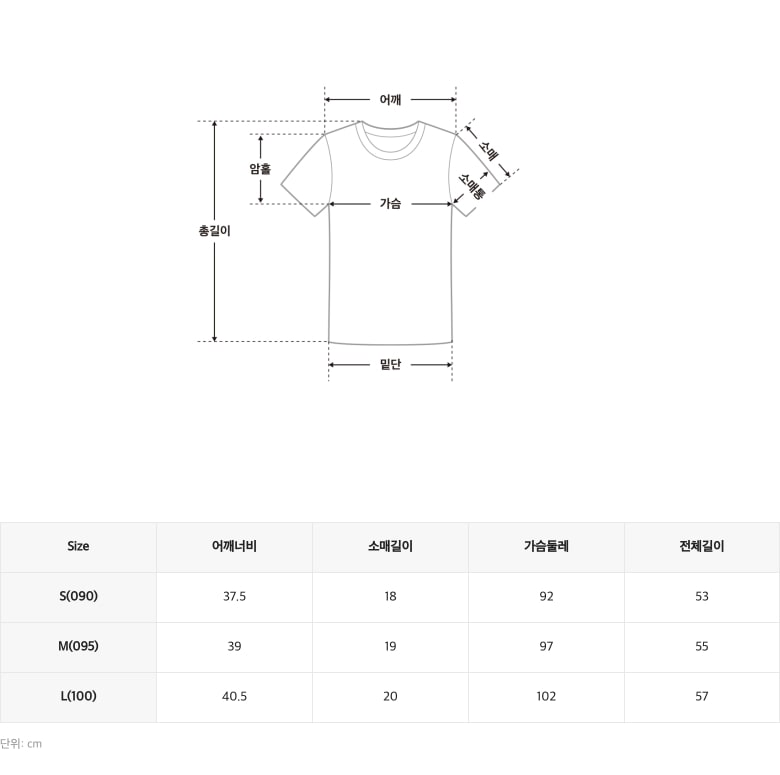 어깨
소매
암홀
소매통
가슴
총길이
밑단
Size 어깨너비 소매길이 가슴둘레 전체길이
S(090) 37.5 18 92 53
M(095) 39 19 97 55
L(100) 40.5 20 102 57
단위: cm